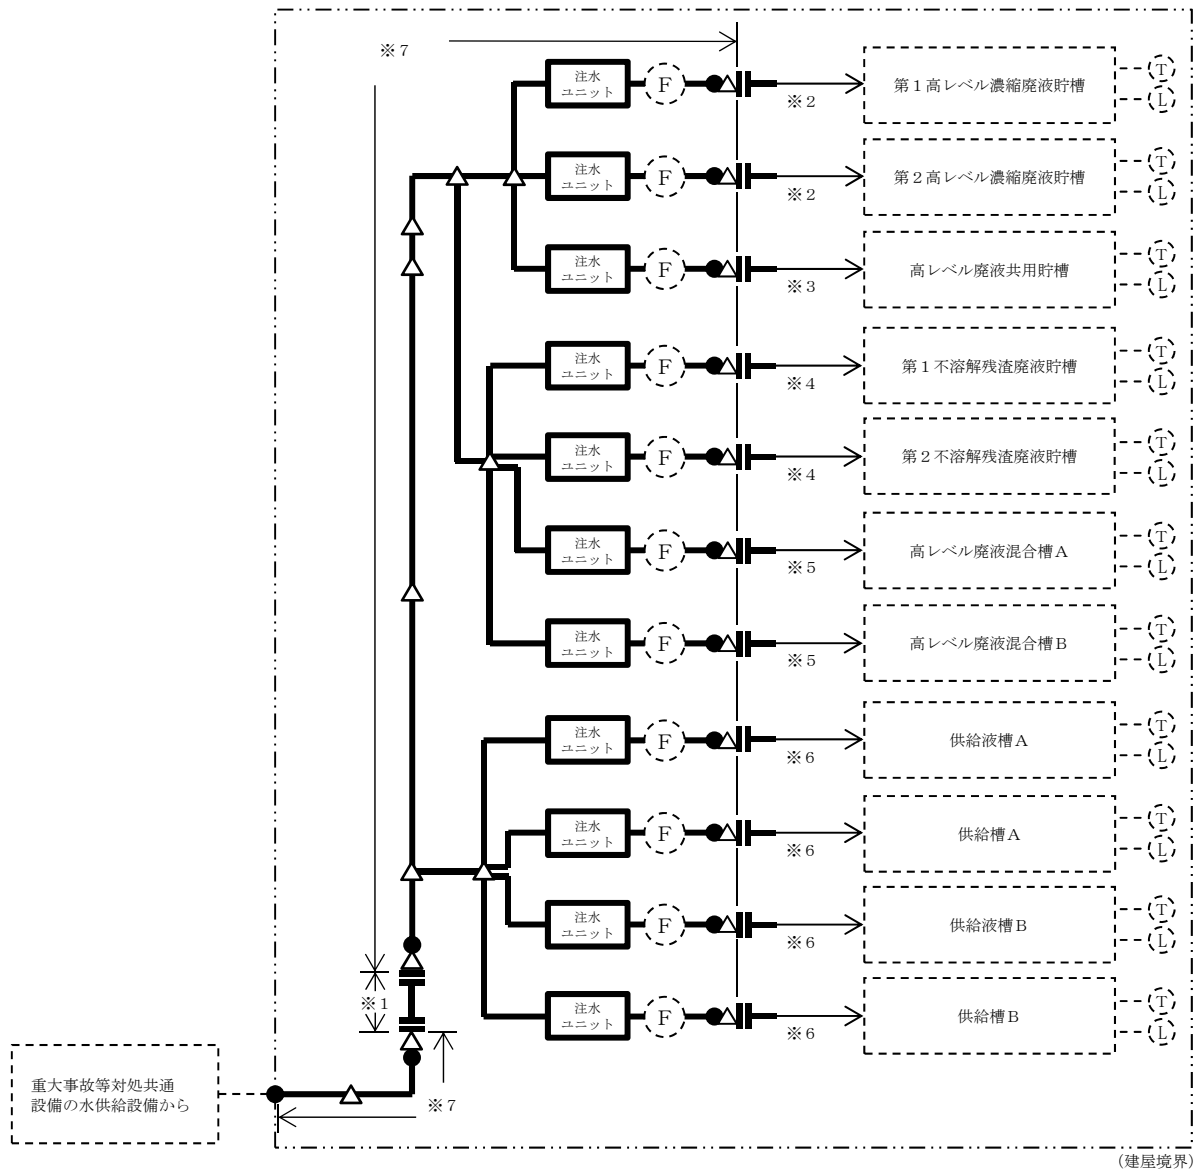 ※７
注水
ユニット
F
※２
第１高レベル濃縮廃液貯槽
T
L
注水
ユニット
F
※２
第２高レベル濃縮廃液貯槽
T
L
注水
ユニット
F
※３
高レベル廃液共用貯槽
T
L
注水
ユニット
F
※４
第１不溶解残渣廃液貯槽
T
L
注水
ユニット
F
※４
第２不溶解残渣廃液貯槽
T
L
注水
ユニット
F
※５
高レベル廃液混合槽Ａ
T
L
注水
ユニット
F
※５
高レベル廃液混合槽Ｂ
T
L
注水
ユニット
F
※６
供給液槽Ａ
T
L
注水
ユニット
F
※６
供給槽Ａ
T
L
注水
ユニット
F
※６
供給液槽Ｂ
T
L
※１
注水
ユニット
F
※６
供給槽Ｂ
T
L
重大事故等対処共通
設備の水供給設備から
※７
（建屋境界）